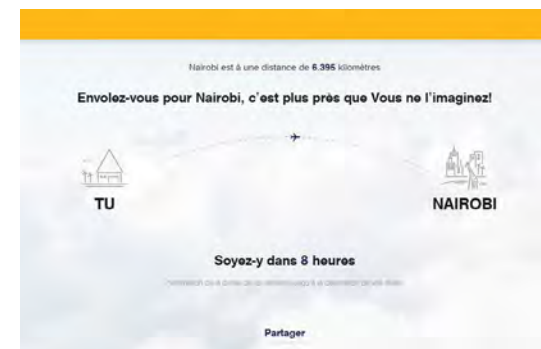 Nairobi est à une distance de 6.395 kilomètres
Envolez-vous pour Nairobi, c'est plus près que Vous ne l'imaginez!
TU
NAIROBI
Soyez-y dans 8 heures
Partager